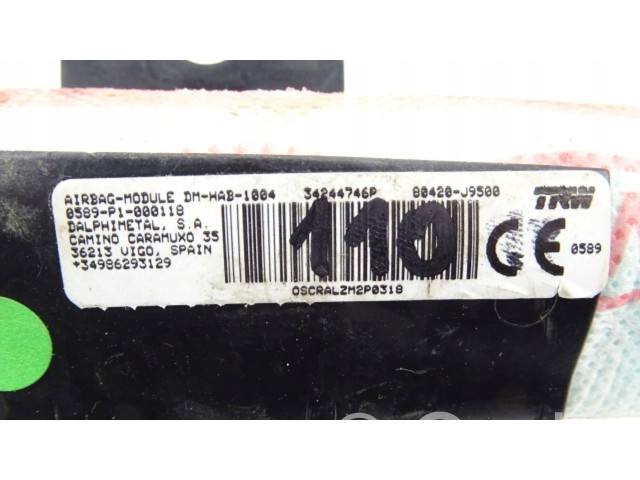 AIRBAG-MODULE DM-HAB-1004 34244746P 80420-J9500
0589-P1-000118
DALPHIMETAL, S.A.
CAMINO CARAMUXO 35
36213 VIGO, SPAIN
+34986293129
TRW
110
CE 0589
OSCRALZM2P0318